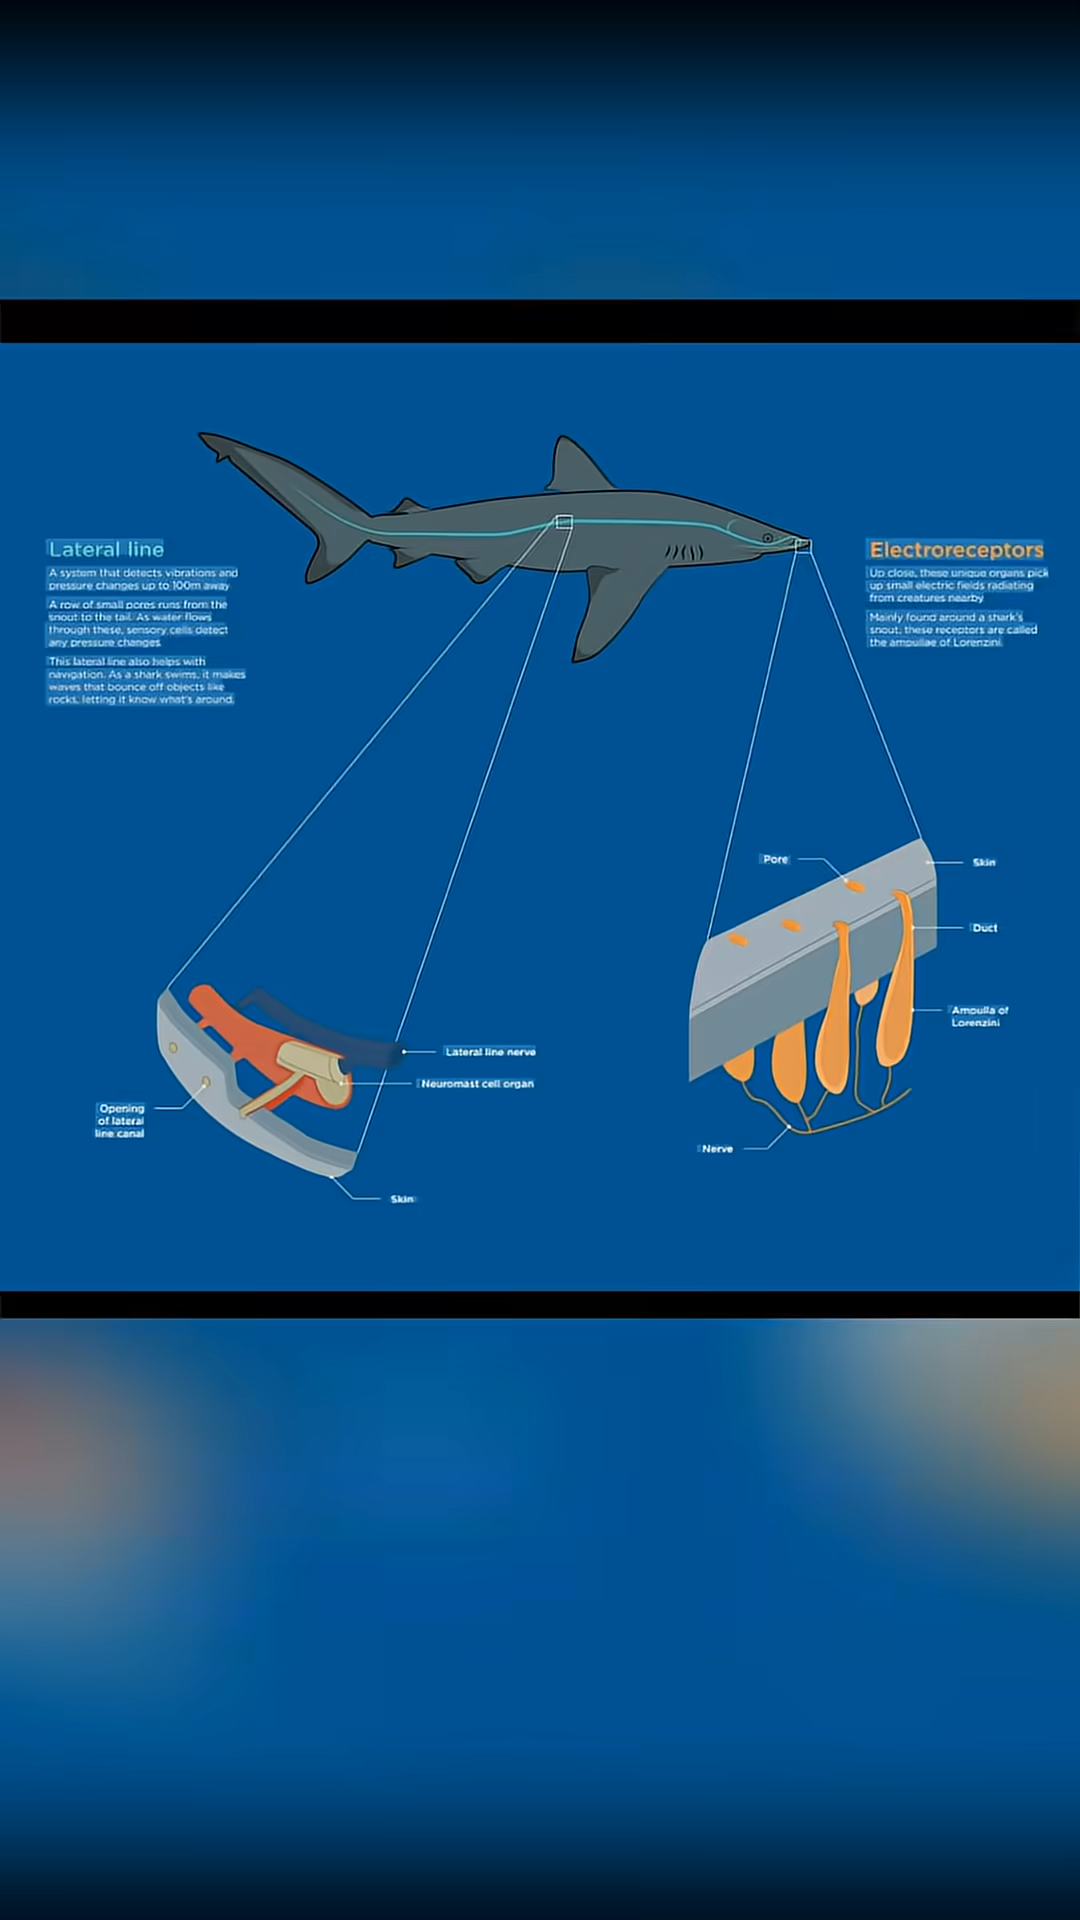 Lateral line
A system that detects vibrations and
pressure changes up to 100m away
A row of small pores runs from the
snout to the tail. As water flows
through these, sensory cells detect
any pressure changes
This lateral line also helps with
navigation. As a shark swims, it makes
waves that bounce off objects like
rocks, letting it know what's around.
Electroreceptors
Up close, these unique organs pick
up small electric fields radiating
from creatures nearby
Mainly found around a shark's
snout, these receptors are called
the ampullae of Lorenzini.
Pore
Skin
Duct
Ampulla of
Lorenzini
Nerve
Lateral line nerve
Neuromast cell organ
Opening
of lateral
line canal
Skin